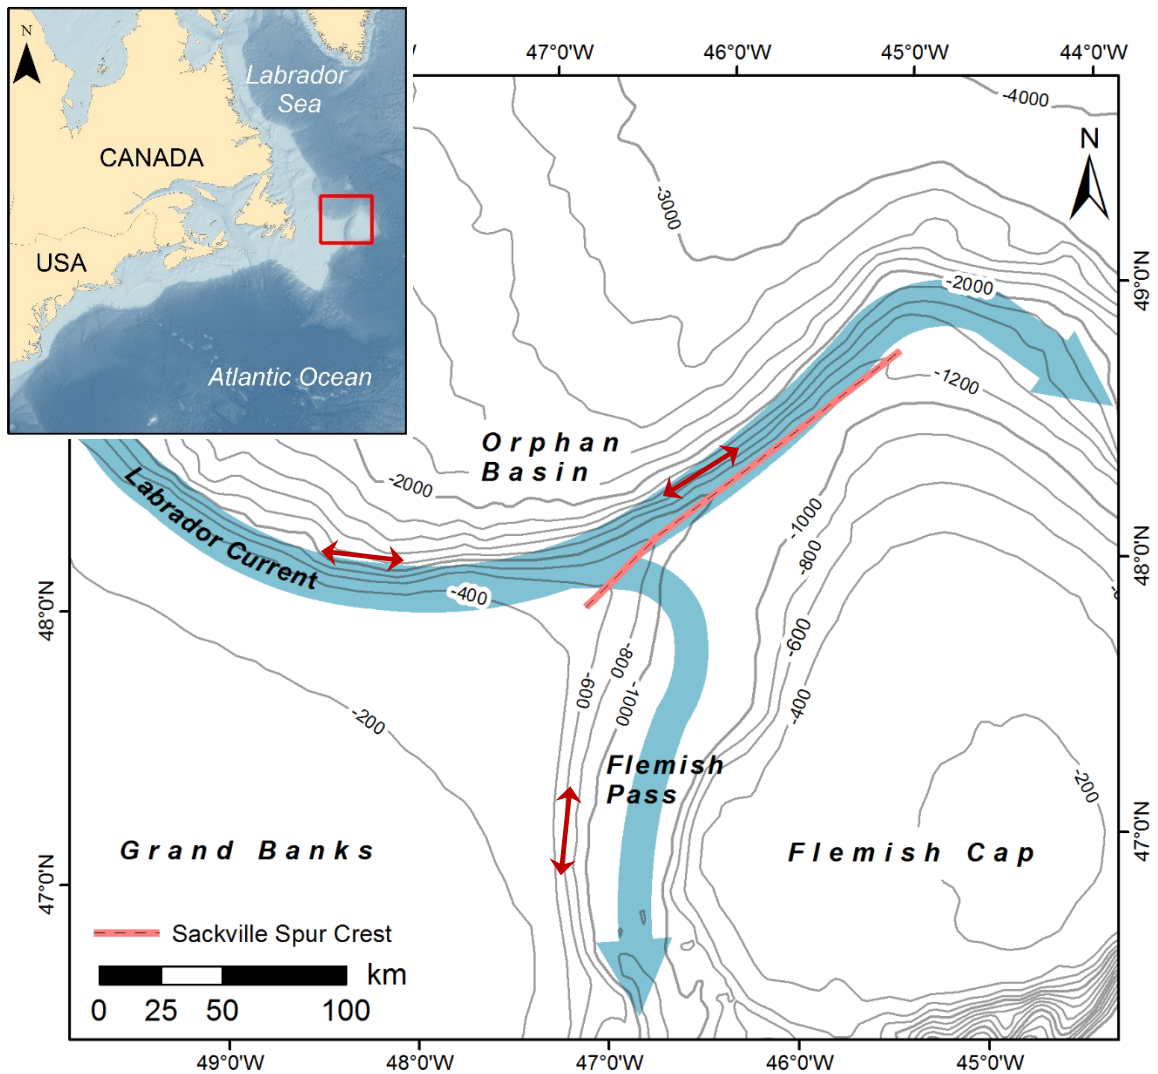 N
Labrador
Sea
CANADA
USA
Atlantic Ocean
47°0'W
46°0'W
45°0'W
44°0'W
-4000
N
-3000
49°0'N
-2000
-1200
Orphan
Basin
-2000
-1000
Labrador Current
-800
48°0'N
-400
48°0'N
-600
-800
-600
-1000
-400
-200
Flemish
Pass
-200
47°0'N
Grand Banks
Flemish Cap
47°0'N
Sackville Spur Crest
km
0 25 50 100
49°0'W
48°0'W
47°0'W
46°0'W
45°0'W